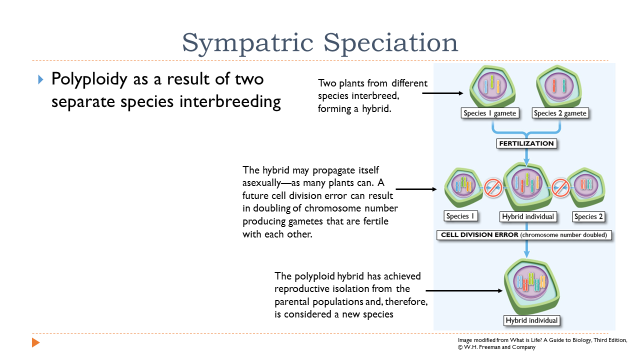 Sympatric Speciation
Polyploidy as a result of two
separate species interbreeding
Two plants from different
species interbreed,
forming a hybrid.
Species 1 gamete
Species 2 gamete
FERTILIZATION
The hybrid may propagate itself
asexually—as many plants can. A
future cell division error can result
in doubling of chromosome number
producing gametes that are fertile
with each other.
Species 1
Hybrid individual
Species 2
CELL DIVISION ERROR (chromosome number doubled)
The polyploid hybrid has achieved
reproductive isolation from the
parental populations and, therefore,
is considered a new species
Hybrid individual
Image modified from What is Life? A Guide to Biology, Third Edition,
© W.H. Freeman and Company